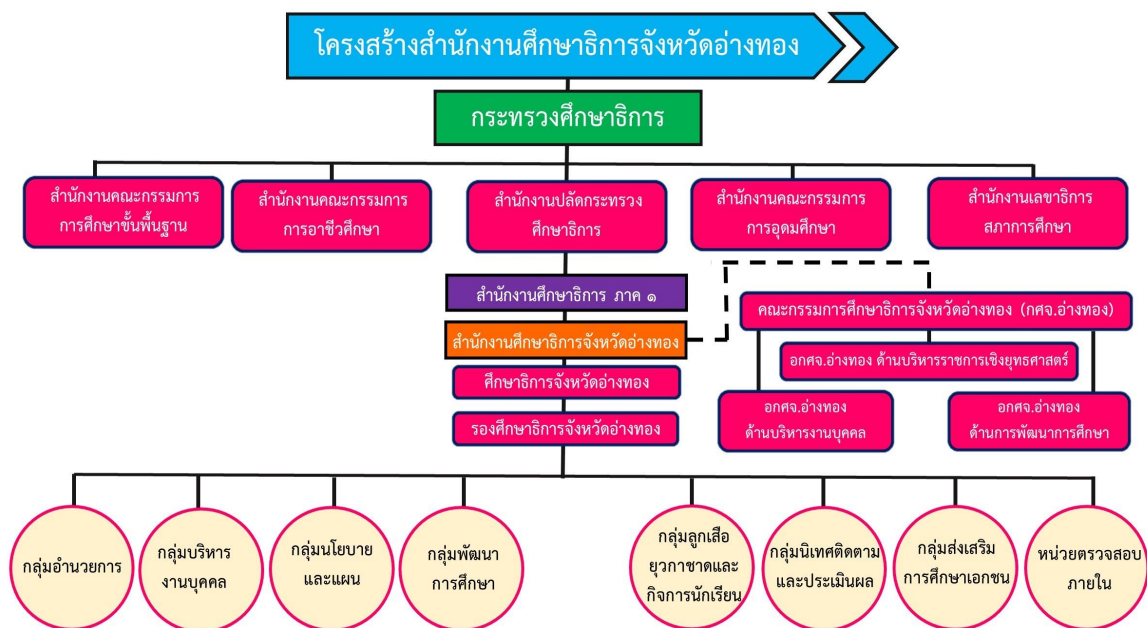 โครงสร้างสำนักงานศึกษาธิการจังหวัดอ่างทอง
กระทรวงศึกษาธิการ
สำนักงานคณะกรรมการ
การศึกษาขั้นพื้นฐาน
สำนักงานคณะกรรมการ
การอาชีวศึกษา
สำนักงานปลัดกระทรวง
ศึกษาธิการ
สำนักงานคณะกรรมการ
การอุดมศึกษา
สำนักงานเลขาธิการ
สภาการศึกษา
สำนักงานศึกษาธิการ ภาค ๑
สำนักงานศึกษาธิการจังหวัดอ่างทอง
ศึกษาธิการจังหวัดอ่างทอง
รองศึกษาธิการจังหวัดอ่างทอง
คณะกรรมการศึกษาธิการจังหวัดอ่างทอง (กศจ.อ่างทอง)
อกศจ.อ่างทอง ด้านบริหารราชการเชิงยุทธศาสตร์
อกศจ.อ่างทอง
ด้านบริหารงานบุคคล
อกศจ.อ่างทอง
ด้านการพัฒนาการศึกษา
กลุ่มอำนวยการ
กลุ่มบริหาร
งานบุคคล
กลุ่มนโยบาย
และแผน
กลุ่มพัฒนา
การศึกษา
กลุ่มลูกเสือ
ยุวกาชาดและ
กิจการนักเรียน
กลุ่มนิเทศติดตาม
และประเมินผล
กลุ่มส่งเสริม
การศึกษาเอกชน
หน่วยตรวจสอบ
ภายใน